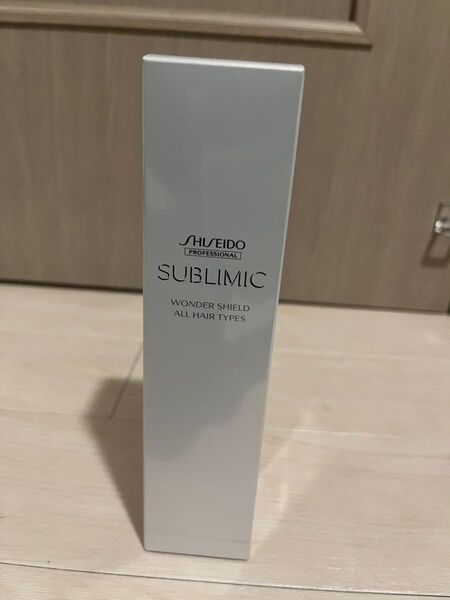 SHISEIDO
PROFESSIONAL
SUBLIMIC
WONDER SHIELD
ALL HAIR TYPES